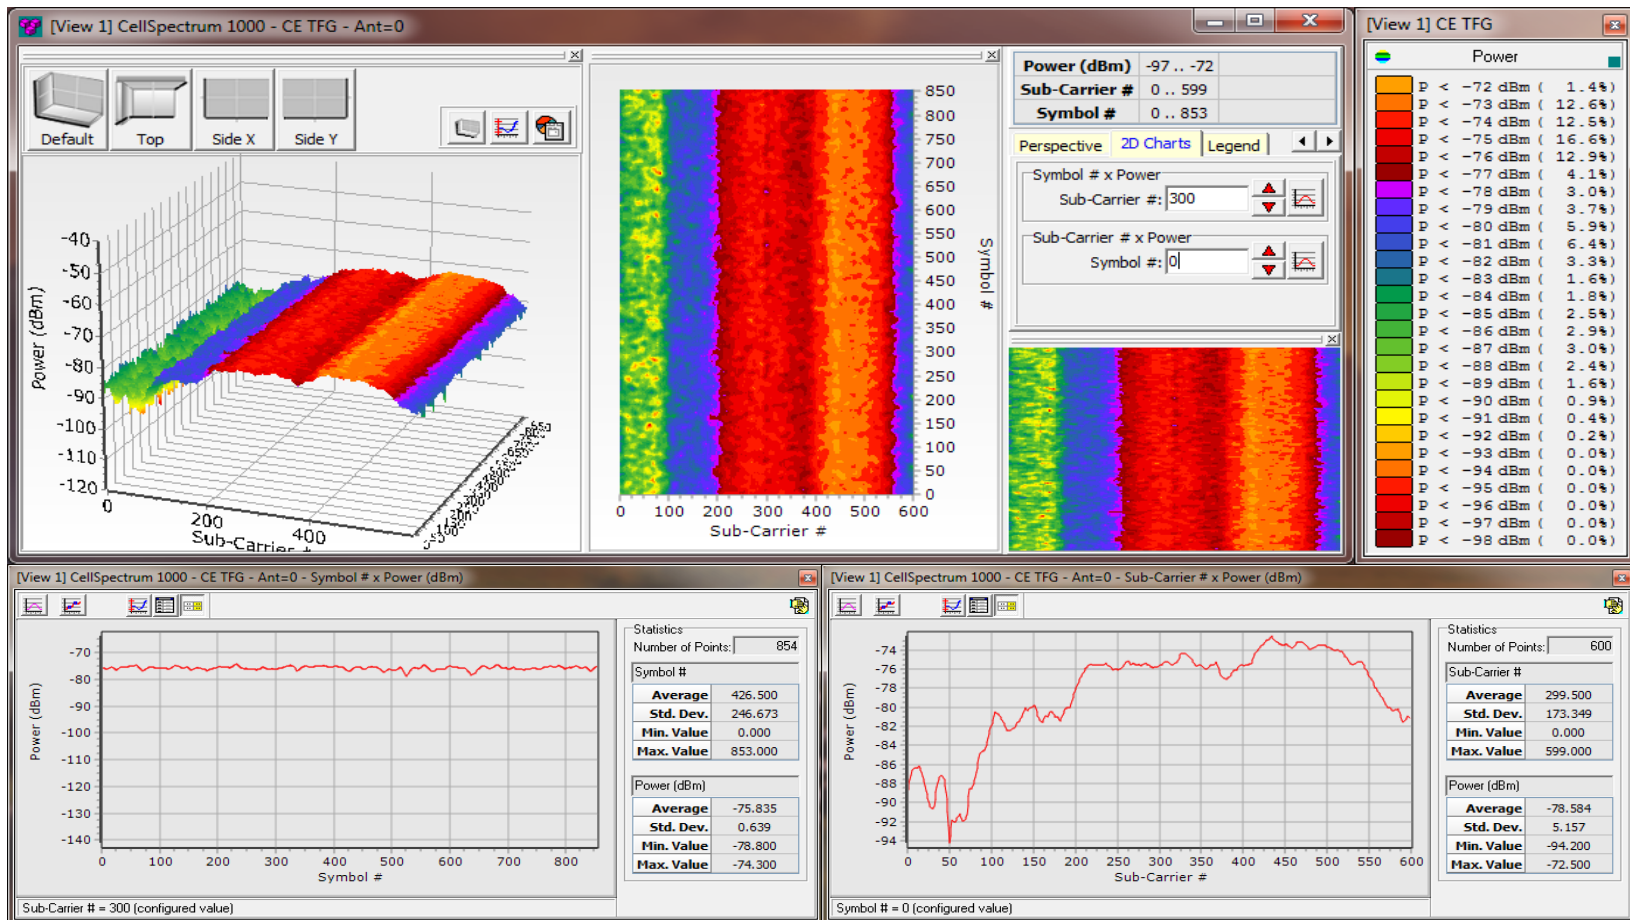 [View 1] CellSpectrum 1000 - CE TFG - Ant=0
Default Top Side X Side Y
-40
-50
-60
-70
-80
-90
-100
-110
-120
Power (dBm)
0 200 400
Sub-Carrier #
850
800
750
700
650
600
550
500
450
400
350
300
250
200
150
100
50
0
Symbol #
0 100 200 300 400 500 600
Sub-Carrier #
Power (dBm) -97 .. -72
Sub-Carrier # 0 .. 599
Symbol # 0 .. 853
Perspective 2D Charts Legend
Symbol # x Power
Sub-Carrier #: 300
Sub-Carrier # x Power
Symbol #: 0
[View 1] CE TFG
Power
P < -72 dBm ( 1.4%)
P < -73 dBm ( 12.6%)
P < -74 dBm ( 12.5%)
P < -75 dBm ( 16.6%)
P < -76 dBm ( 12.9%)
P < -77 dBm ( 4.1%)
P < -78 dBm ( 3.0%)
P < -79 dBm ( 3.7%)
P < -80 dBm ( 5.9%)
P < -81 dBm ( 6.4%)
P < -82 dBm ( 3.3%)
P < -83 dBm ( 1.6%)
P < -84 dBm ( 1.8%)
P < -85 dBm ( 2.5%)
P < -86 dBm ( 2.9%)
P < -87 dBm ( 3.0%)
P < -88 dBm ( 2.4%)
P < -89 dBm ( 1.6%)
P < -90 dBm ( 0.9%)
P < -91 dBm ( 0.4%)
P < -92 dBm ( 0.2%)
P < -93 dBm ( 0.0%)
P < -94 dBm ( 0.0%)
P < -95 dBm ( 0.0%)
P < -96 dBm ( 0.0%)
P < -97 dBm ( 0.0%)
P < -98 dBm ( 0.0%)
[View 1] CellSpectrum 1000 - CE TFG - Ant=0 - Symbol # x Power (dBm)
-70
-80
-90
-100
-110
-120
-130
-140
Power (dBm)
0 100 200 300 400 500 600 700 800
Symbol #
Statistics
Number of Points: 854
Symbol #
Average 426.500
Std. Dev. 246.673
Min. Value 0.000
Max. Value 853.000
Power (dBm)
Average -75.835
Std. Dev. 0.639
Min. Value -78.800
Max. Value -74.300
Sub-Carrier # = 300 (configured value)
[View 1] CellSpectrum 1000 - CE TFG - Ant=0 - Sub-Carrier # x Power (dBm)
-74
-76
-78
-80
-82
-84
-86
-88
-90
-92
-94
Power (dBm)
0 50 100 150 200 250 300 350 400 450 500 550 600
Sub-Carrier #
Statistics
Number of Points: 600
Sub-Carrier #
Average 299.500
Std. Dev. 173.349
Min. Value 0.000
Max. Value 599.000
Power (dBm)
Average -78.584
Std. Dev. 5.157
Min. Value -94.200
Max. Value -72.500
Symbol # = 0 (configured value)